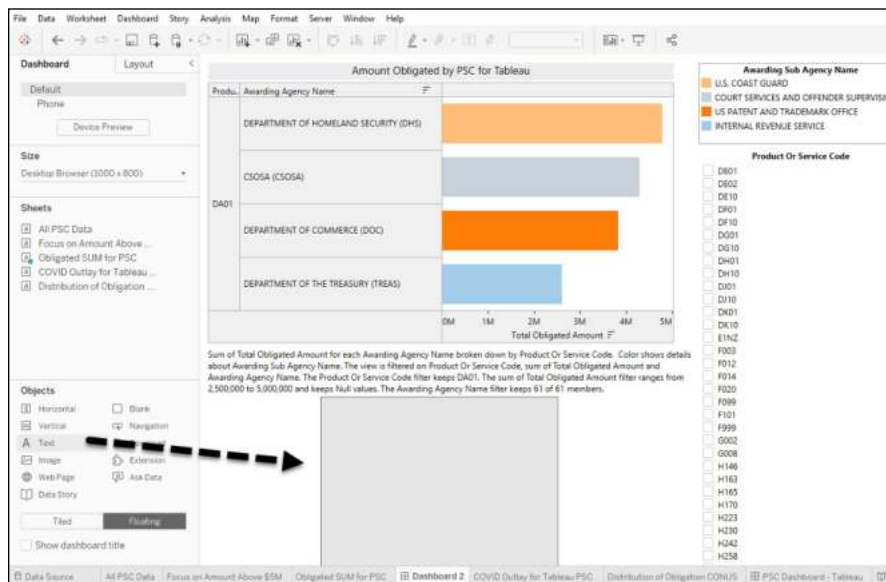 File Data Worksheet Dashboard Story Analysis Map Format Server Window Help
Dashboard Layout
Default
Phone
Device Preview
Size
Desktop Browser (1000 x 800)
Sheets
All PSC Data
Focus on Amount Above ...
Obligated SUM for PSC
COVID Outlay for Tableau ...
Distribution of Obligation ...
Objects
Horizontal Blank
Vertical Navigation
A Text
Image Extension
Web Page Ask Data
Data Story
Tiled Floating
Show dashboard title
Amount Obligated by PSC for Tableau
Produ.. Awarding Agency Name
DA01
DEPARTMENT OF HOMELAND SECURITY (DHS)
CSOSA (CSOSA)
DEPARTMENT OF COMMERCE (DOC)
DEPARTMENT OF THE TREASURY (TREAS)
0M 1M 2M 3M 4M 5M
Total Obligated Amount
Sum of Total Obligated Amount for each Awarding Agency Name broken down by Product Or Service Code. Color shows details
about Awarding Sub Agency Name. The view is filtered on Product Or Service Code, sum of Total Obligated Amount and
Awarding Agency Name. The Product Or Service Code filter keeps DA01. The sum of Total Obligated Amount filter ranges from
2,500,000 to 5,000,000 and keeps Null values. The Awarding Agency Name filter keeps 61 of 61 members.
Awarding Sub Agency Name
U.S. COAST GUARD
COURT SERVICES AND OFFENDER SUPERVISI
US PATENT AND TRADEMARK OFFICE
INTERNAL REVENUE SERVICE
Product Or Service Code
DE01
DE02
DE10
DF01
DF10
DG01
DG10
DH01
DH10
DJ01
DJ10
DK01
DK10
E1NZ
F003
F012
F014
F020
F099
F101
F999
G002
G008
H146
H163
H165
H170
H223
H230
H242
H258
Data Source All PSC Data Focus on Amount Above $5M Obligated SUM for PSC Dashboard 2 COVID Outlay for Tableau PSC Distribution of Obligation CONUS PSC Dashboard - Tableau